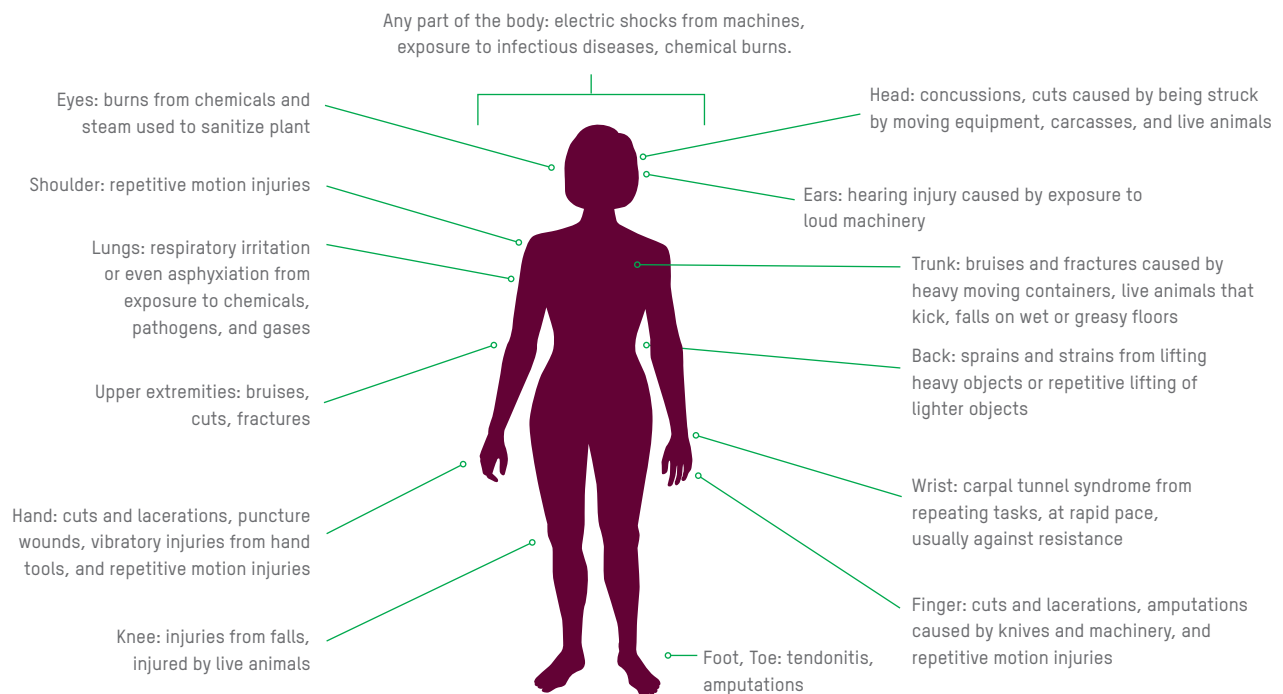 Any part of the body: electric shocks from machines,
exposure to infectious diseases, chemical burns.
Eyes: burns from chemicals and
steam used to sanitize plant
Shoulder: repetitive motion injuries
Lungs: respiratory irritation
or even asphyxiation from
exposure to chemicals,
pathogens, and gases
Upper extremities: bruises,
cuts, fractures
Hand: cuts and lacerations, puncture
wounds, vibratory injuries from hand
tools, and repetitive motion injuries
Knee: injuries from falls,
injured by live animals
Head: concussions, cuts caused by being struck
by moving equipment, carcasses, and live animals
Ears: hearing injury caused by exposure to
loud machinery
Trunk: bruises and fractures caused by
heavy moving containers, live animals that
kick, falls on wet or greasy floors
Back: sprains and strains from lifting
heavy objects or repetitive lifting of
lighter objects
Wrist: carpal tunnel syndrome from
repeating tasks, at rapid pace,
usually against resistance
Finger: cuts and lacerations, amputations
caused by knives and machinery, and
repetitive motion injuries
Foot, Toe: tendonitis,
amputations